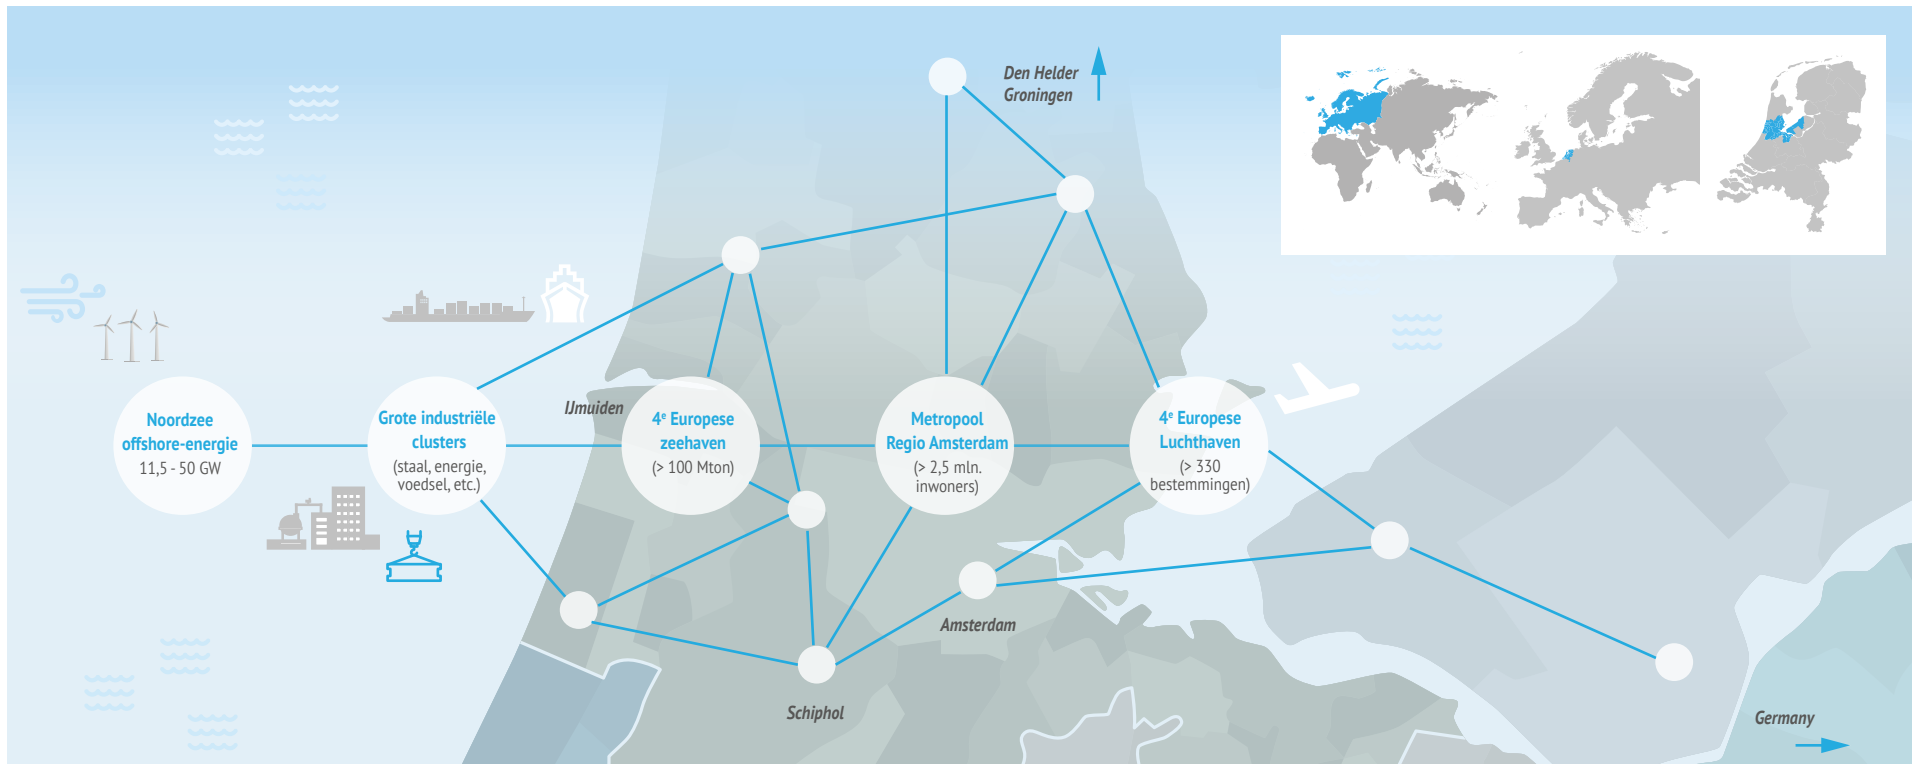 Den Helder
Groningen
IJmuiden
Noordzee
offshore-energie
11,5 - 50 GW
Grote industriële
clusters
(staal, energie,
voedsel, etc.)
4e Europese
zeehaven
(> 100 Mton)
Metropool
Regio Amsterdam
(> 2,5 mln.
inwoners)
4e Europese
Luchthaven
(> 330
bestemmingen)
Amsterdam
Schiphol
Germany